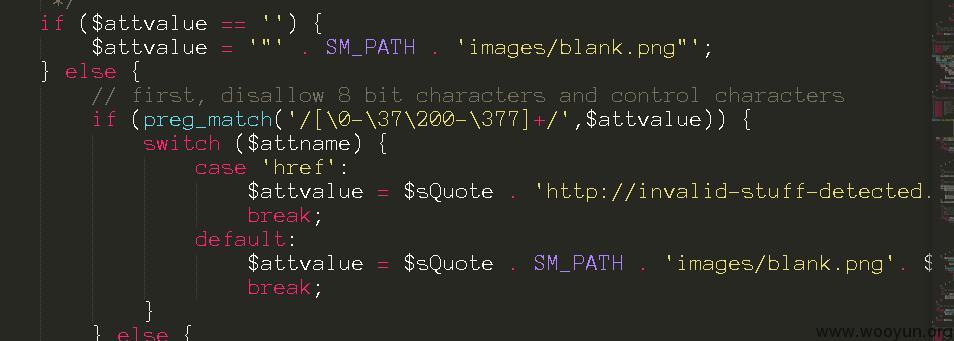 */
if ($attvalue == '') {
$attvalue = '"' . SM_PATH . 'images/blank.png"';
} else {
// first, disallow 8 bit characters and control characters
if (preg_match('/[\0-\37\200-\377]+/',$attvalue)) {
switch ($attname) {
case 'href':
$attvalue = $sQuote . 'http://invalid-stuff-detected.
break;
default:
$attvalue = $sQuote . SM_PATH . 'images/blank.png'. $
break;
}
} else {
www.wooyun.org